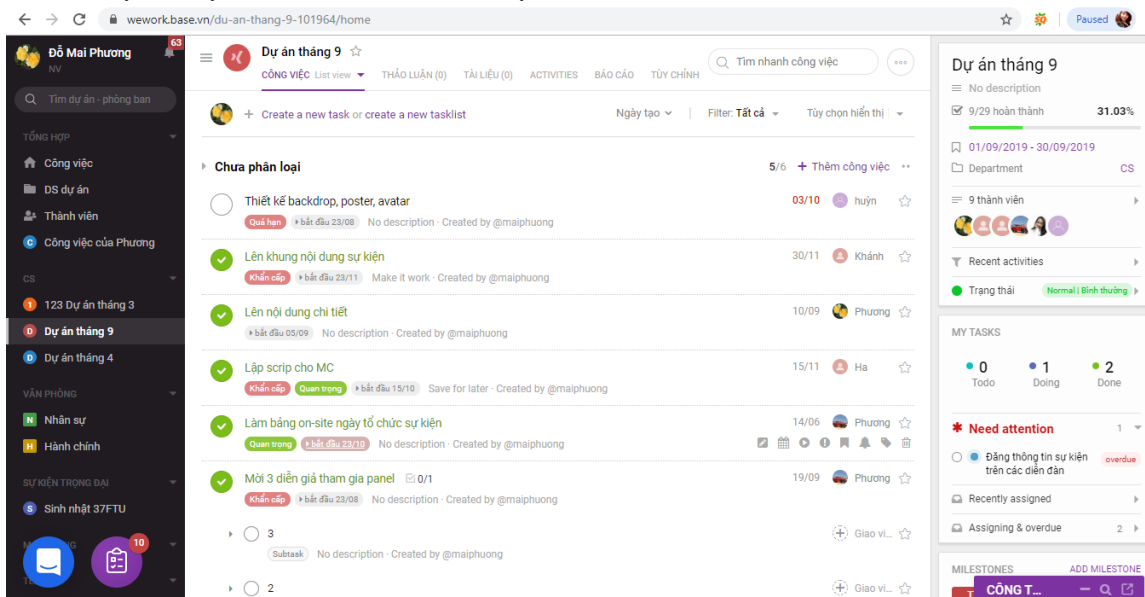 wework.base.vn/du-an-thang-9-101964/home
Paused
Đỗ Mai Phương
NV
63
Tìm dự án - phòng ban
TỔNG HỢP
Công việc
DS dự án
Thành viên
C Công việc của Phương
CS
1 123 Dự án tháng 3
D Dự án tháng 9
D Dự án tháng 4
VĂN PHÒNG
N Nhân sự
H Hành chính
SỰ KIỆN TRỌNG ĐẠI
S Sinh nhật 37FTU
10
Dự án tháng 9
CÔNG VIỆC List view THẢO LUẬN (0) TÀI LIỆU (0) ACTIVITIES BÁO CÁO TÙY CHỈNH
Tìm nhanh công việc
+ Create a new task or create a new tasklist
Ngày tạo Filter: Tất cả Tùy chọn hiển thị
Chưa phân loại 5/6 + Thêm công việc
Thiết kế backdrop, poster, avatar 03/10 huỳn
Quá hạn bắt đầu 23/08 No description · Created by @maiphuong
Lên khung nội dung sự kiện 30/11 Khánh
Khẩn cấp bắt đầu 23/11 Make it work · Created by @maiphuong
Lên nội dung chi tiết 10/09 Phương
bắt đầu 05/09 No description · Created by @maiphuong
Lập scrip cho MC 15/11 Ha
Khẩn cấp Quan trọng bắt đầu 15/10 Save for later · Created by @maiphuong
Làm bảng on-site ngày tổ chức sự kiện 14/06 Phương
Quan trọng bắt đầu 23/10 No description · Created by @maiphuong
Mời 3 diễn giả tham gia panel 0/1 19/09 Phương
Khẩn cấp bắt đầu 23/08 No description · Created by @maiphuong
3 Giao vi...
Subtask No description · Created by @maiphuong
2 Giao vi...
Dự án tháng 9
No description
9/29 hoàn thành 31.03%
01/09/2019 - 30/09/2019
Department CS
9 thành viên
Recent activities
Trạng thái Normal | Bình thường
MY TASKS
0 1 2
Todo Doing Done
Need attention 1
Đăng thông tin sự kiện trên các diễn đàn overdue
Recently assigned
Assigning & overdue 2
MILESTONES ADD MILESTONE
CÔNG T...